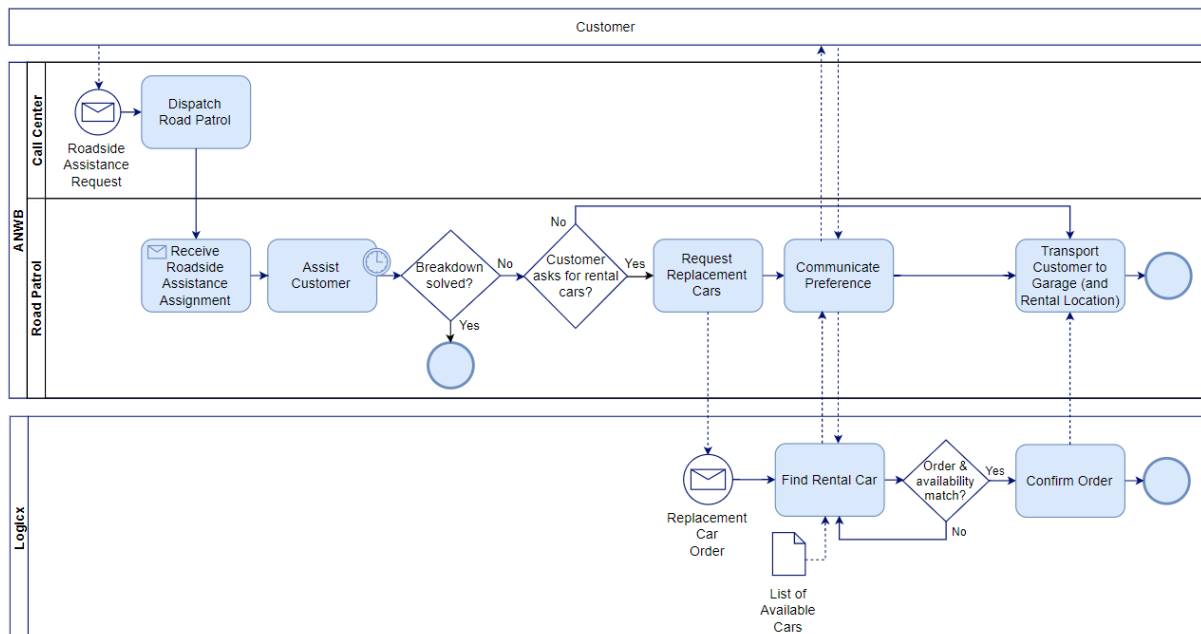 Customer
ANWB
Call Center
Roadside
Assistance
Request
Dispatch
Road Patrol
Road Patrol
Receive
Roadside
Assistance
Assignment
Assist
Customer
Breakdown
solved?
No
Yes
Customer
asks for rental
cars?
No
Yes
Request
Replacement
Cars
Communicate
Preference
Transport
Customer to
Garage (and
Rental Location)
Logicx
Replacement
Car
Order
Find Rental Car
List of
Available
Cars
Order &
availability
match?
Yes
No
Confirm Order